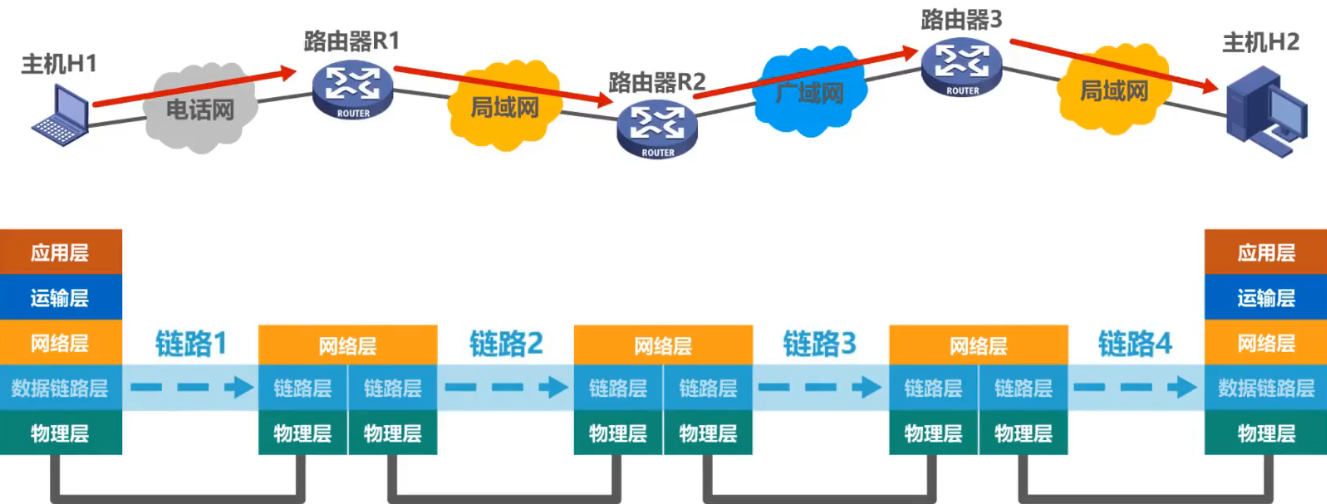 主机H1
路由器R1
路由器R2
路由器3
主机H2
电话网
局域网
广域网
局域网
ROUTER
ROUTER
ROUTER
应用层
运输层
网络层
数据链路层
物理层
链路1
网络层
链路层 链路层
物理层 物理层
链路2
网络层
链路层 链路层
物理层 物理层
链路3
网络层
链路层 链路层
物理层 物理层
链路4
应用层
运输层
网络层
数据链路层
物理层